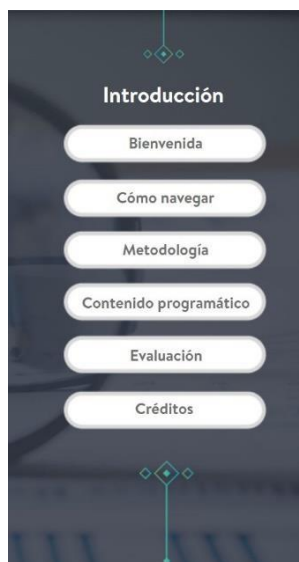 Introducción
Bienvenida
Cómo navegar
Metodología
Contenido programático
Evaluación
Créditos